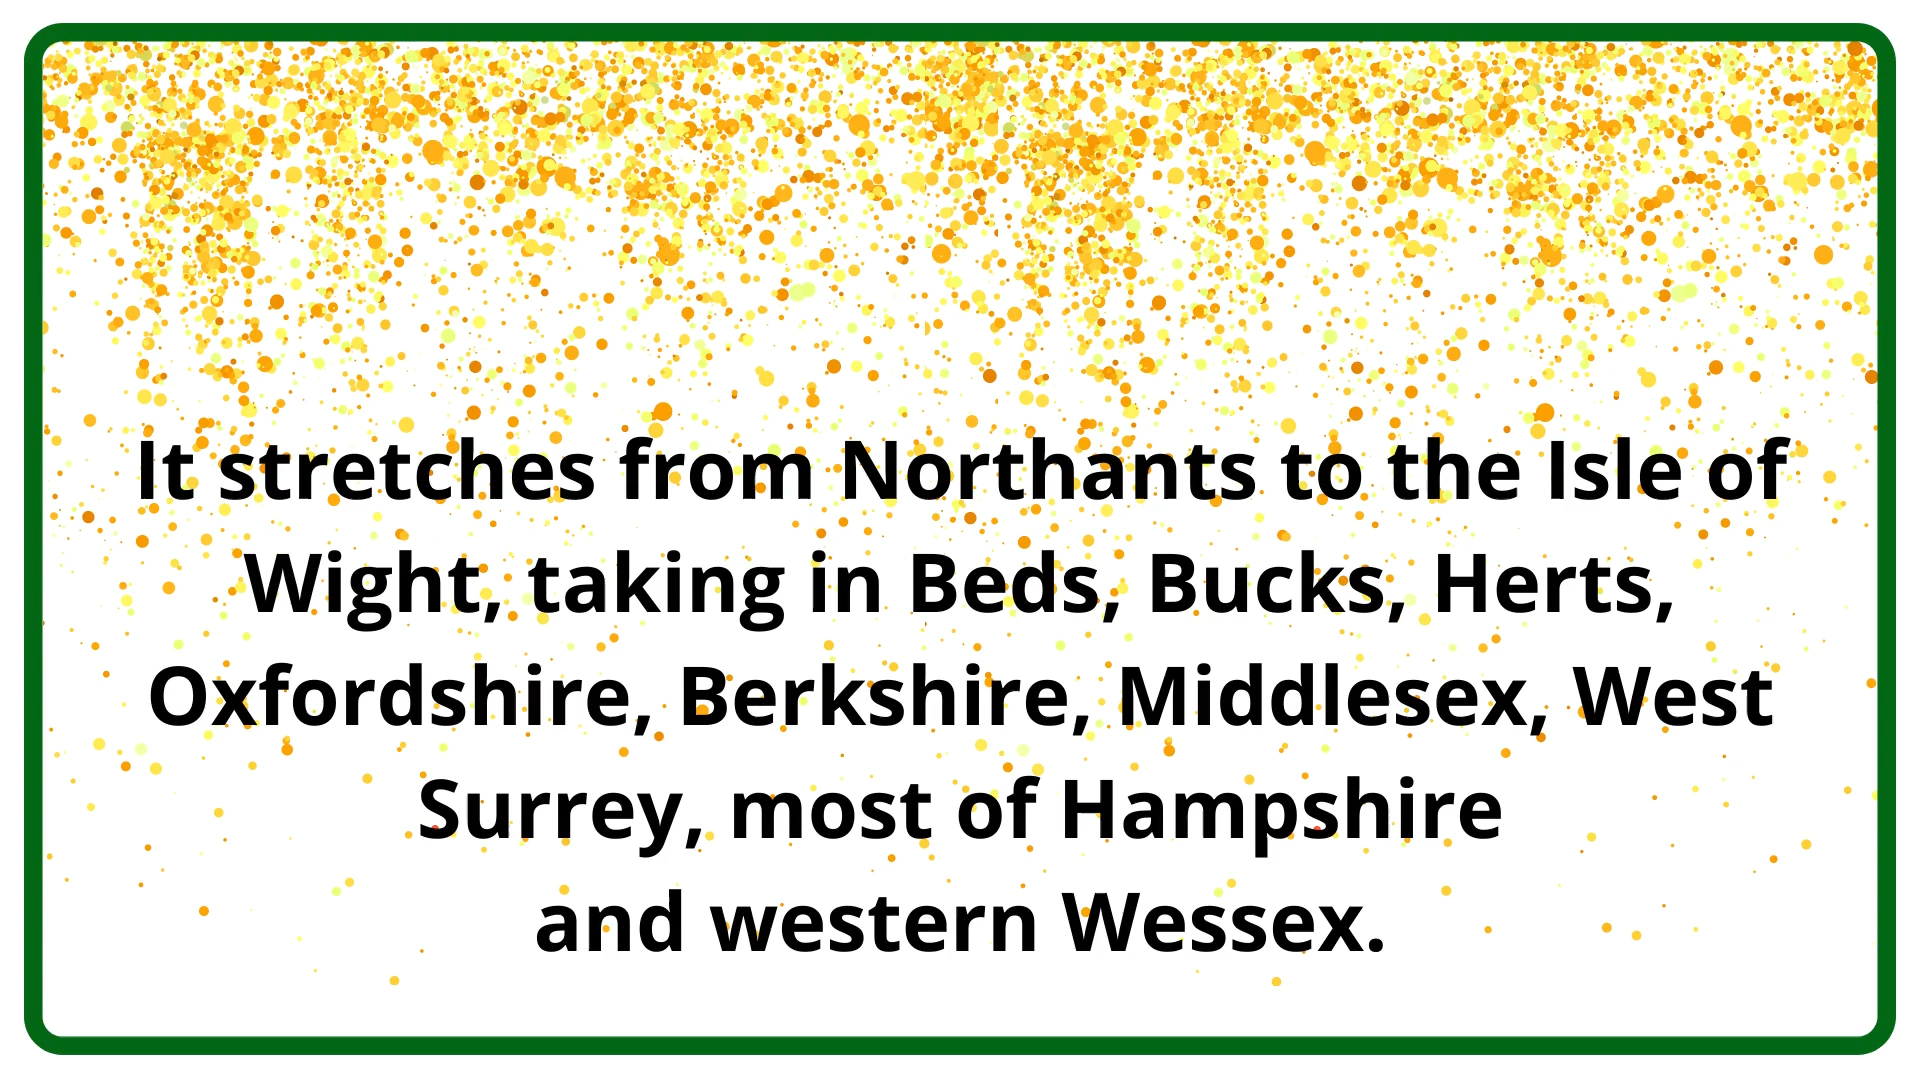 It stretches from Northants to the Isle of
Wight, taking in Beds, Bucks, Herts,
Oxfordshire, Berkshire, Middlesex, West
Surrey, most of Hampshire
and western Wessex.